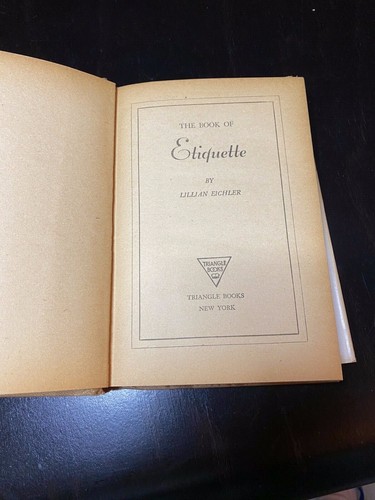 THE BOOK OF
Etiquette
BY
LILLIAN EICHLER
TRIANGLE
BOOKS
TRIANGLE BOOKS
NEW YORK